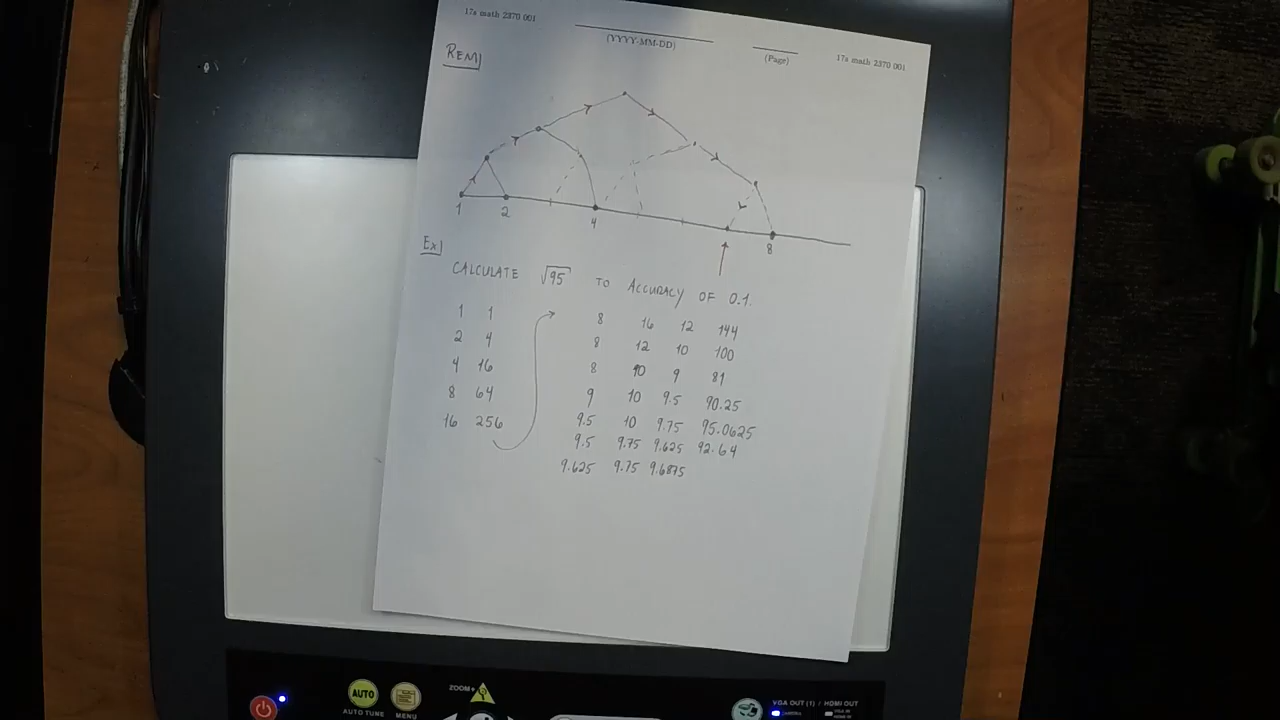 17s math 2370 001
(YYYY-MM-DD)
(Page)
17s math 2370 001
REM
1 2 4 8
Ex
CALCULATE √95 TO ACCURACY OF 0.1.
1 1
2 4
4 16
8 64
16 256
8 16 12 144
8 12 10 100
8 10 9 81
9 10 9.5 90.25
9.5 10 9.75 95.0625
9.5 9.75 9.625 92.64
9.625 9.75 9.6875
AUTO
AUTO TUNE
MENU
ZOOM+
VGA OUT (1) / HDMI OUT